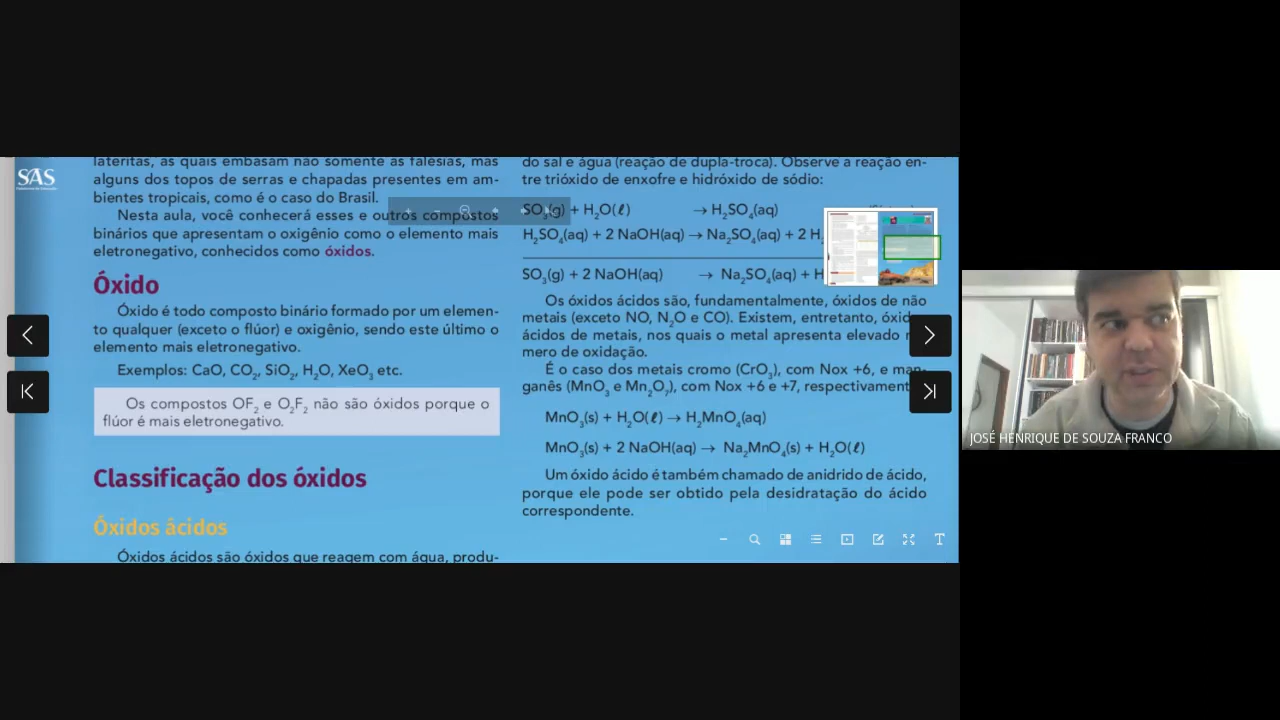 SAS
lateritas, as quais embasam não somente as falésias, mas
alguns dos topos de serras e chapadas presentes em am-
bientes tropicais, como é o caso do Brasil.
Nesta aula, você conhecerá esses e outros compostos
binários que apresentam o oxigênio como o elemento mais
eletronegativo, conhecidos como óxidos.
Óxido
Óxido é todo composto binário formado por um elemen-
to qualquer (exceto o flúor) e oxigênio, sendo este último o
elemento mais eletronegativo.
Exemplos: CaO, CO₂, SiO₂, H₂O, XeO₃ etc.
Os compostos OF₂ e O₂F₂ não são óxidos porque o
flúor é mais eletronegativo.
Classificação dos óxidos
Óxidos ácidos
Óxidos ácidos são óxidos que reagem com água, produ-
do sal e água (reação de dupla-troca). Observe a reação en-
tre trióxido de enxofre e hidróxido de sódio:
SO₃(g) + H₂O(ℓ) → H₂SO₄(aq)
H₂SO₄(aq) + 2 NaOH(aq) → Na₂SO₄(aq) + 2 H₂
SO₃(g) + 2 NaOH(aq) → Na₂SO₄(aq) + H
Os óxidos ácidos são, fundamentalmente, óxidos de não
metais (exceto NO, N₂O e CO). Existem, entretanto, óxid
ácidos de metais, nos quais o metal apresenta elevado n
mero de oxidação.
É o caso dos metais cromo (CrO₃), com Nox +6, e man-
ganês (MnO₃ e Mn₂O₇), com Nox +6 e +7, respectivament
MnO₃(s) + H₂O(ℓ) → H₂MnO₄(aq)
MnO₃(s) + 2 NaOH(aq) → Na₂MnO₄(s) + H₂O(ℓ)
Um óxido ácido é também chamado de anidrido de ácido,
porque ele pode ser obtido pela desidratação do ácido
correspondente.
JOSÉ HENRIQUE DE SOUZA FRANCO